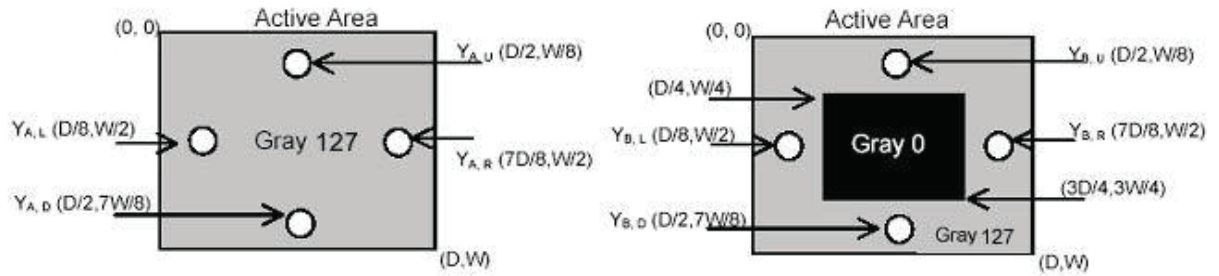 Active Area
(0, 0)
Y_A, U (D/2,W/8)
Y_A, L (D/8,W/2)
Gray 127
Y_A, R (7D/8,W/2)
Y_A, D (D/2,7W/8)
(D,W)
Active Area
(0, 0)
Y_B, U (D/2,W/8)
(D/4,W/4)
Y_B, L (D/8,W/2)
Gray 0
Y_B, R (7D/8,W/2)
(3D/4,3W/4)
Y_B, D (D/2,7W/8)
Gray 127
(D,W)